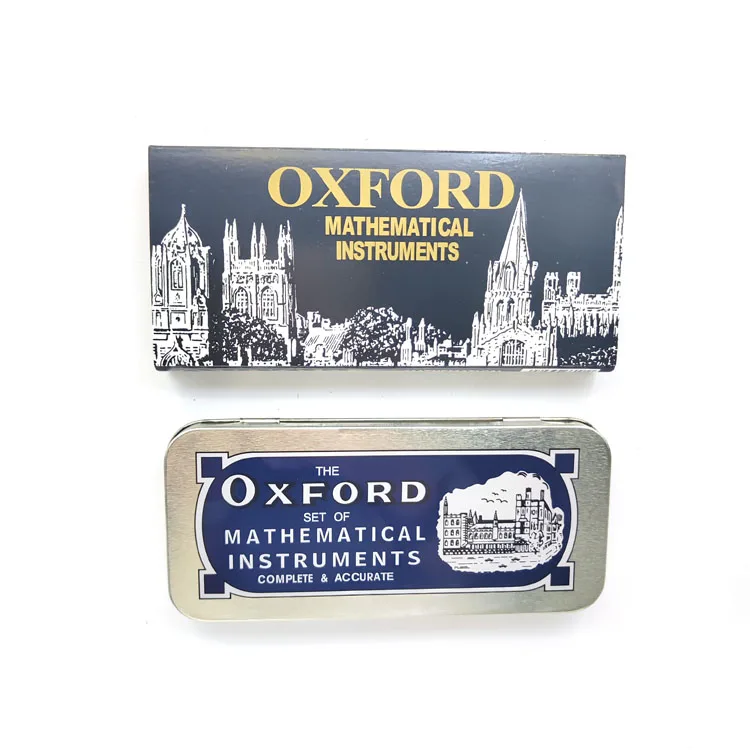 OXFORD
MATHEMATICAL
INSTRUMENTS
THE
OXFORD
SET OF
MATHEMATICAL
INSTRUMENTS
COMPLETE & ACCURATE